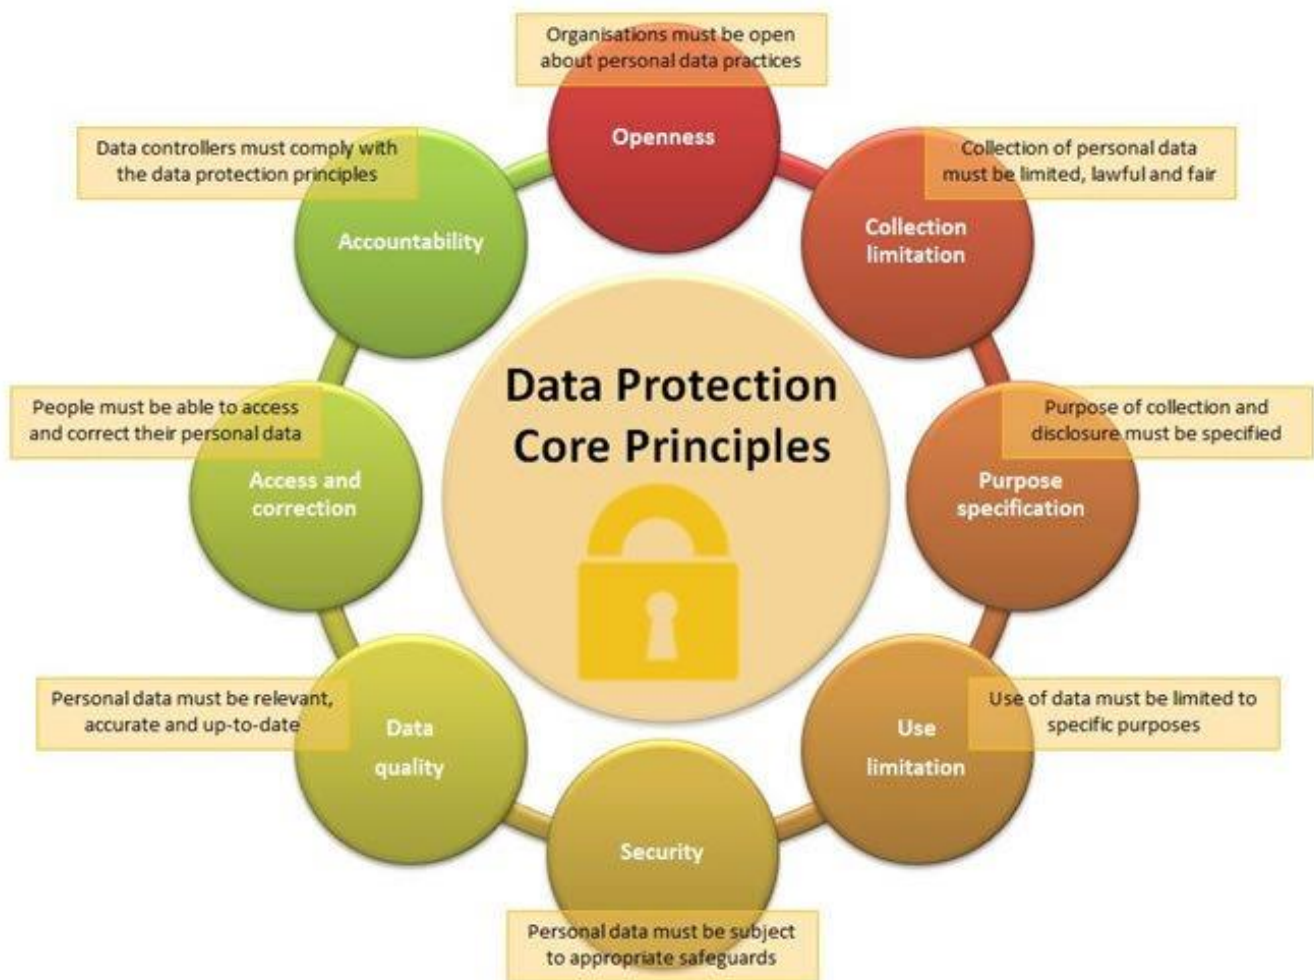 Data Protection
Core Principles
Organisations must be open
about personal data practices
Openness
Collection of personal data
must be limited, lawful and fair
Collection
limitation
Purpose of collection and
disclosure must be specified
Purpose
specification
Use of data must be limited to
specific purposes
Use
limitation
Security
Personal data must be subject
to appropriate safeguards
Personal data must be relevant,
accurate and up-to-date
Data
quality
People must be able to access
and correct their personal data
Access and
correction
Data controllers must comply with
the data protection principles
Accountability